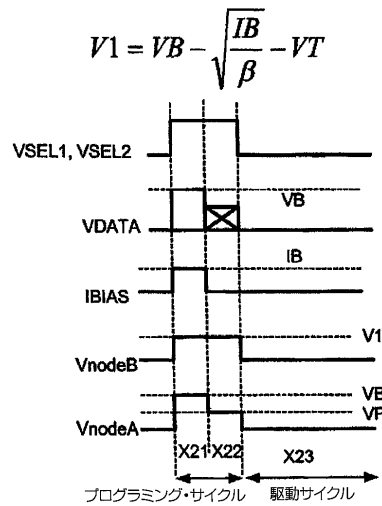 V1 = VB − √(IB/β) − VT
VSEL1, VSEL2
VB
VDATA
IB
IBIAS
V1
VnodeB
VB
VP
VnodeA
X21 X22 X23
プログラミング・サイクル 駆動サイクル